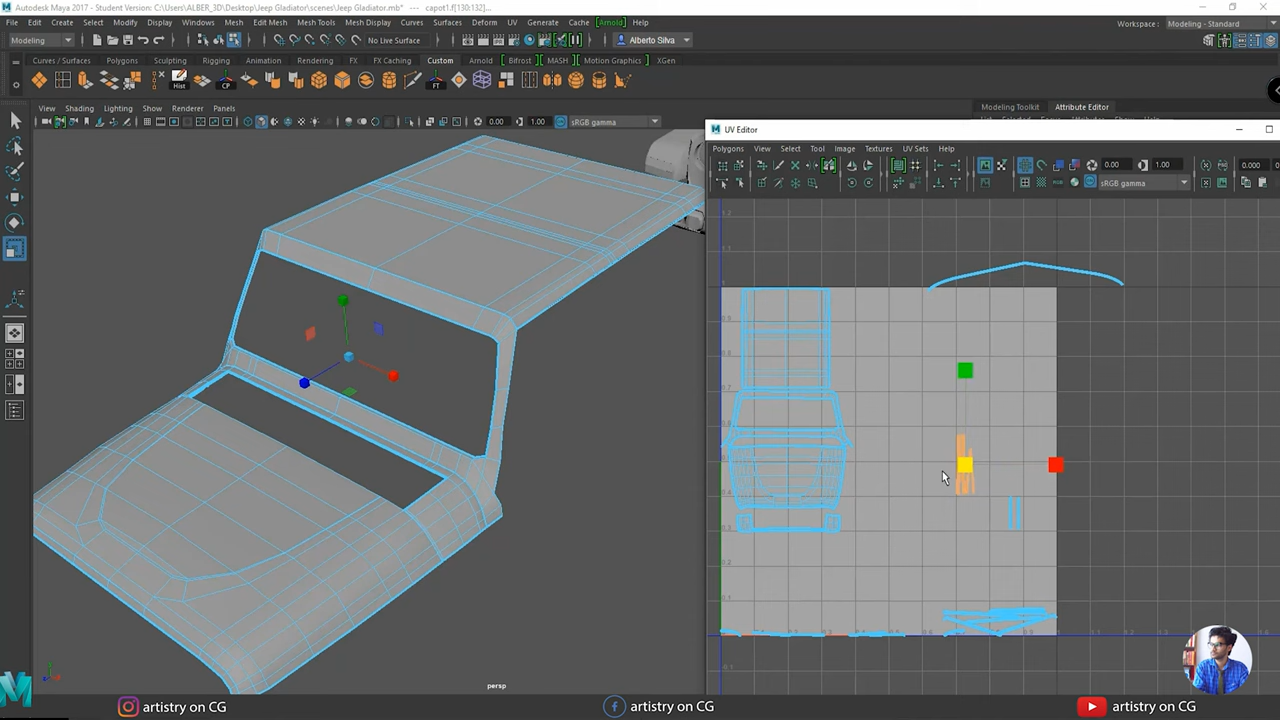 Autodesk Maya 2017 - Student Version: C:\Users\ALBER_3D\Desktop\Jeep Gladiator\scenes\Jeep Gladiator.mb* --- capot1.f[130:132]...
File Edit Create Select Modify Display Windows Mesh Edit Mesh Mesh Tools Mesh Display Curves Surfaces Deform UV Generate Cache [Arnold] Help
Workspace : Modeling - Standard
Modeling No Live Surface Alberto Silva
Curves / Surfaces Polygons Sculpting Rigging Animation Rendering FX FX Caching Custom Arnold Bifrost MASH Motion Graphics XGen
Hist CP FT
View Shading Lighting Show Renderer Panels
Modeling Toolkit Attribute Editor
0.00 1.00 sRGB gamma
UV Editor
Polygons View Select Tool Image Textures UV Sets Help
0.00 1.00 0.000
sRGB gamma
persp
artistry on CG artistry on CG artistry on CG